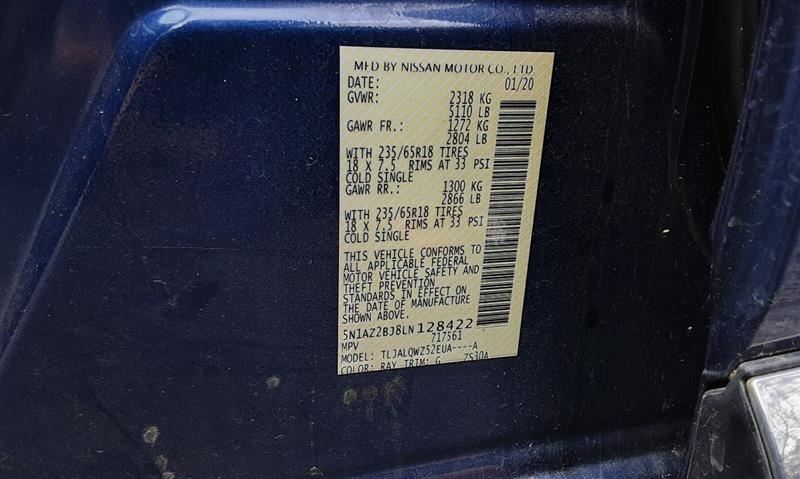 MFD BY NISSAN MOTOR CO., LTD
DATE: 01/20
GVWR: 2318 KG
5110 LB
GAWR FR.: 1272 KG
2804 LB
WITH 235/65R18 TIRES
18 X 7.5 RIMS AT 33 PSI
COLD SINGLE
GAWR RR.: 1300 KG
2866 LB
WITH 235/65R18 TIRES
18 X 7.5 RIMS AT 33 PSI
COLD SINGLE
THIS VEHICLE CONFORMS TO
ALL APPLICABLE FEDERAL
MOTOR VEHICLE SAFETY AND
THEFT PREVENTION
STANDARDS IN EFFECT ON
THE DATE OF MANUFACTURE
SHOWN ABOVE.
5N1AZ2BJ8LN128422
MPV 717561
MODEL: TLJALQWZ52EUA----A
COLOR: RAY TRIM: G ZS30A